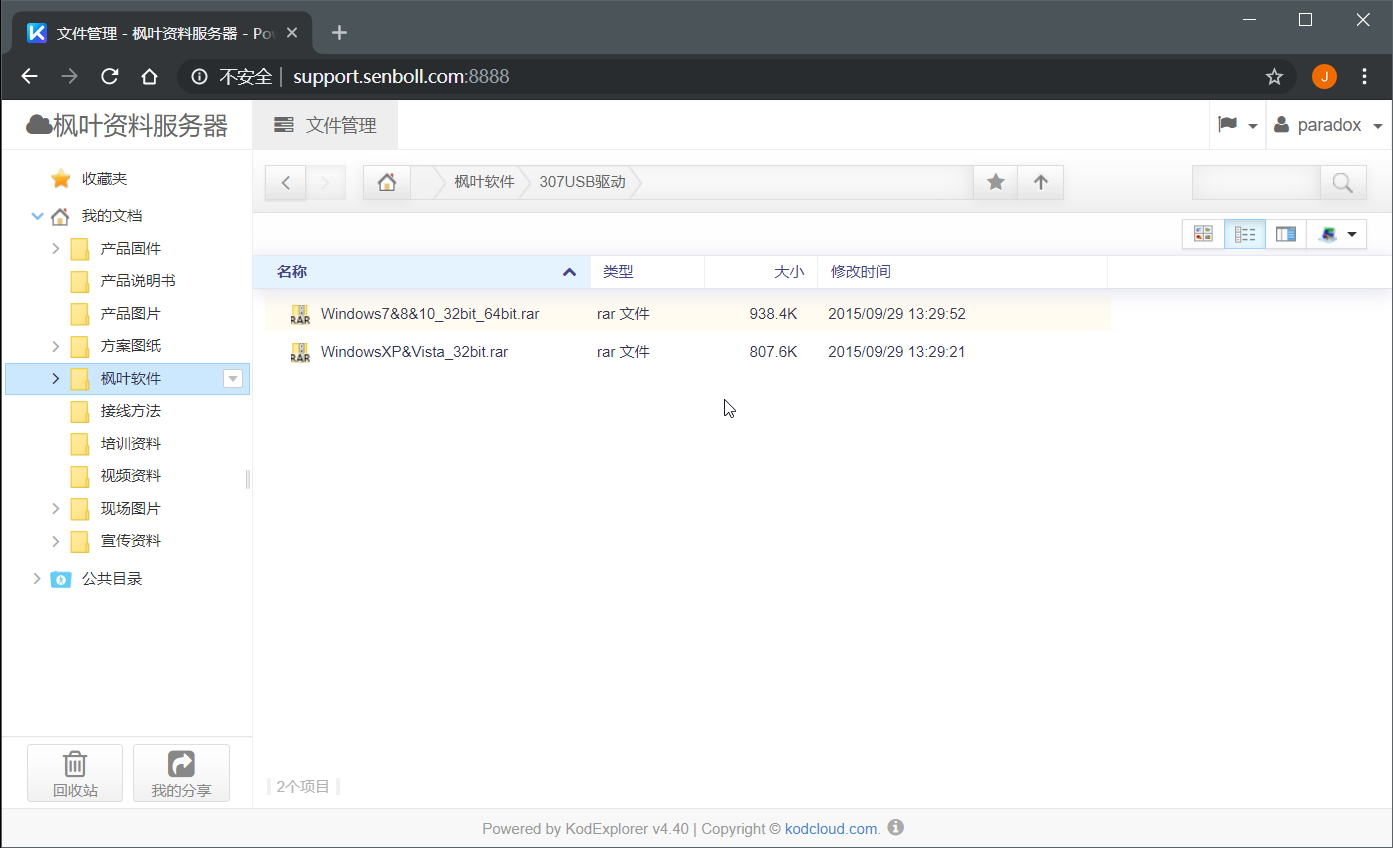 文件管理 - 枫叶资料服务器 - Po
不安全 support.senboll.com:8888
J
枫叶资料服务器
文件管理
paradox
收藏夹
我的文档
产品固件
产品说明书
产品图片
方案图纸
枫叶软件
接线方法
培训资料
视频资料
现场图片
宣传资料
公共目录
回收站
我的分享
枫叶软件 307USB驱动
名称 类型 大小 修改时间
RAR Windows7&8&10_32bit_64bit.rar rar 文件 938.4K 2015/09/29 13:29:52
RAR WindowsXP&Vista_32bit.rar rar 文件 807.6K 2015/09/29 13:29:21
2个项目
Powered by KodExplorer v4.40 | Copyright © kodcloud.com.